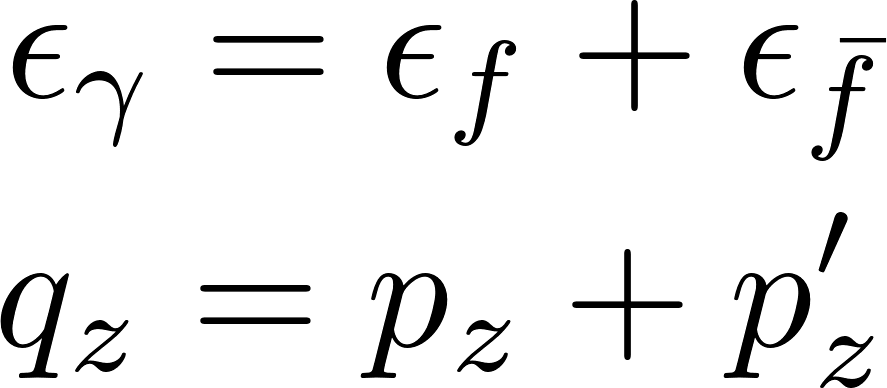 ϵ_γ = ϵ_f + ϵ_f̄
q_z = p_z + p′_z